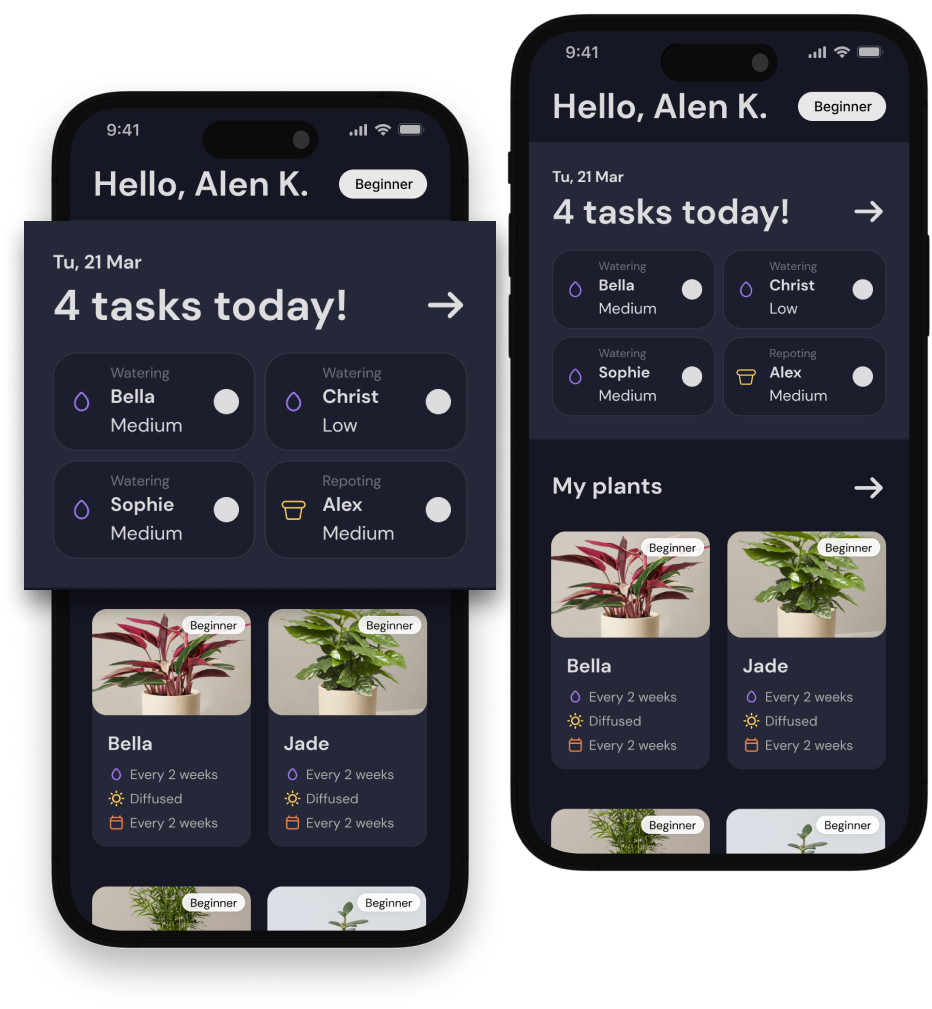 9:41
Hello, Alen K.
Beginner
Tu, 21 Mar
4 tasks today!
Watering
Bella
Medium
Watering
Christ
Low
Watering
Sophie
Medium
Repoting
Alex
Medium
Beginner
Beginner
Bella
Every 2 weeks
Diffused
Every 2 weeks
Jade
Every 2 weeks
Diffused
Every 2 weeks
Beginner
Beginner
9:41
Hello, Alen K.
Beginner
Tu, 21 Mar
4 tasks today!
Watering
Bella
Medium
Watering
Christ
Low
Watering
Sophie
Medium
Repoting
Alex
Medium
My plants
Beginner
Beginner
Bella
Every 2 weeks
Diffused
Every 2 weeks
Jade
Every 2 weeks
Diffused
Every 2 weeks
Beginner
Beginner